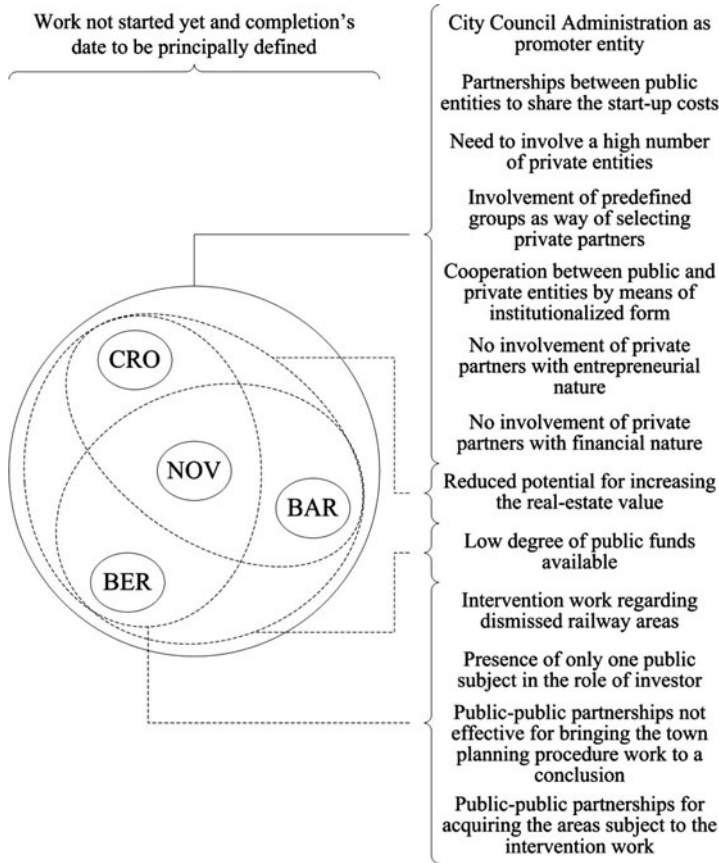 Work not started yet and completion's
date to be principally defined
City Council Administration as
promoter entity
Partnerships between public
entities to share the start-up costs
Need to involve a high number
of private entities
Involvement of predefined
groups as way of selecting
private partners
Cooperation between public and
private entities by means of
institutionalized form
No involvement of private
partners with entrepreneurial
nature
No involvement of private
partners with financial nature
Reduced potential for increasing
the real-estate value
Low degree of public funds
available
Intervention work regarding
dismissed railway areas
Presence of only one public
subject in the role of investor
Public-public partnerships not
effective for bringing the town
planning procedure work to a
conclusion
Public-public partnerships for
acquiring the areas subject to the
intervention work
CRO
NOV
BAR
BER